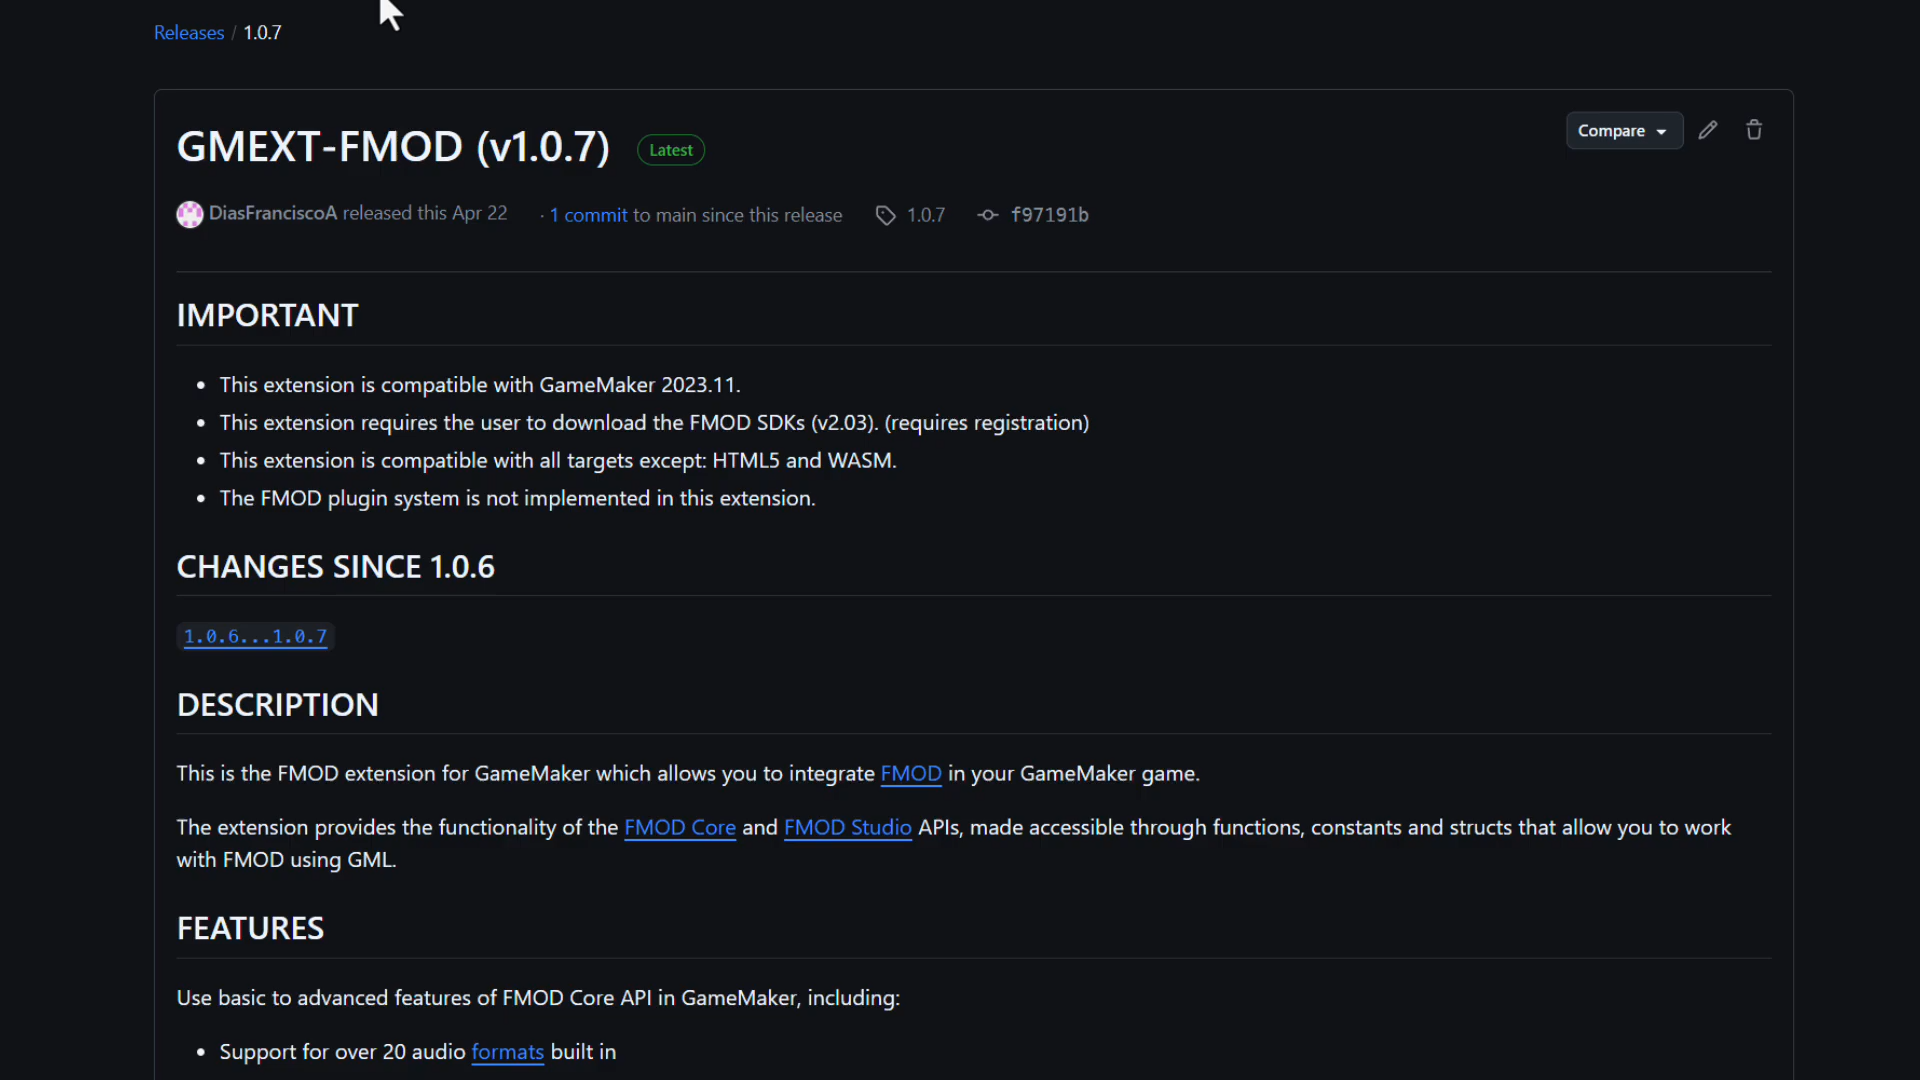 Releases / 1.0.7
GMEXT-FMOD (v1.0.7) Latest
Compare
DiasFranciscoA released this Apr 22 · 1 commit to main since this release 1.0.7 f97191b
IMPORTANT
• This extension is compatible with GameMaker 2023.11.
• This extension requires the user to download the FMOD SDKs (v2.03). (requires registration)
• This extension is compatible with all targets except: HTML5 and WASM.
• The FMOD plugin system is not implemented in this extension.
CHANGES SINCE 1.0.6
1.0.6...1.0.7
DESCRIPTION
This is the FMOD extension for GameMaker which allows you to integrate FMOD in your GameMaker game.
The extension provides the functionality of the FMOD Core and FMOD Studio APIs, made accessible through functions, constants and structs that allow you to work
with FMOD using GML.
FEATURES
Use basic to advanced features of FMOD Core API in GameMaker, including:
• Support for over 20 audio formats built in